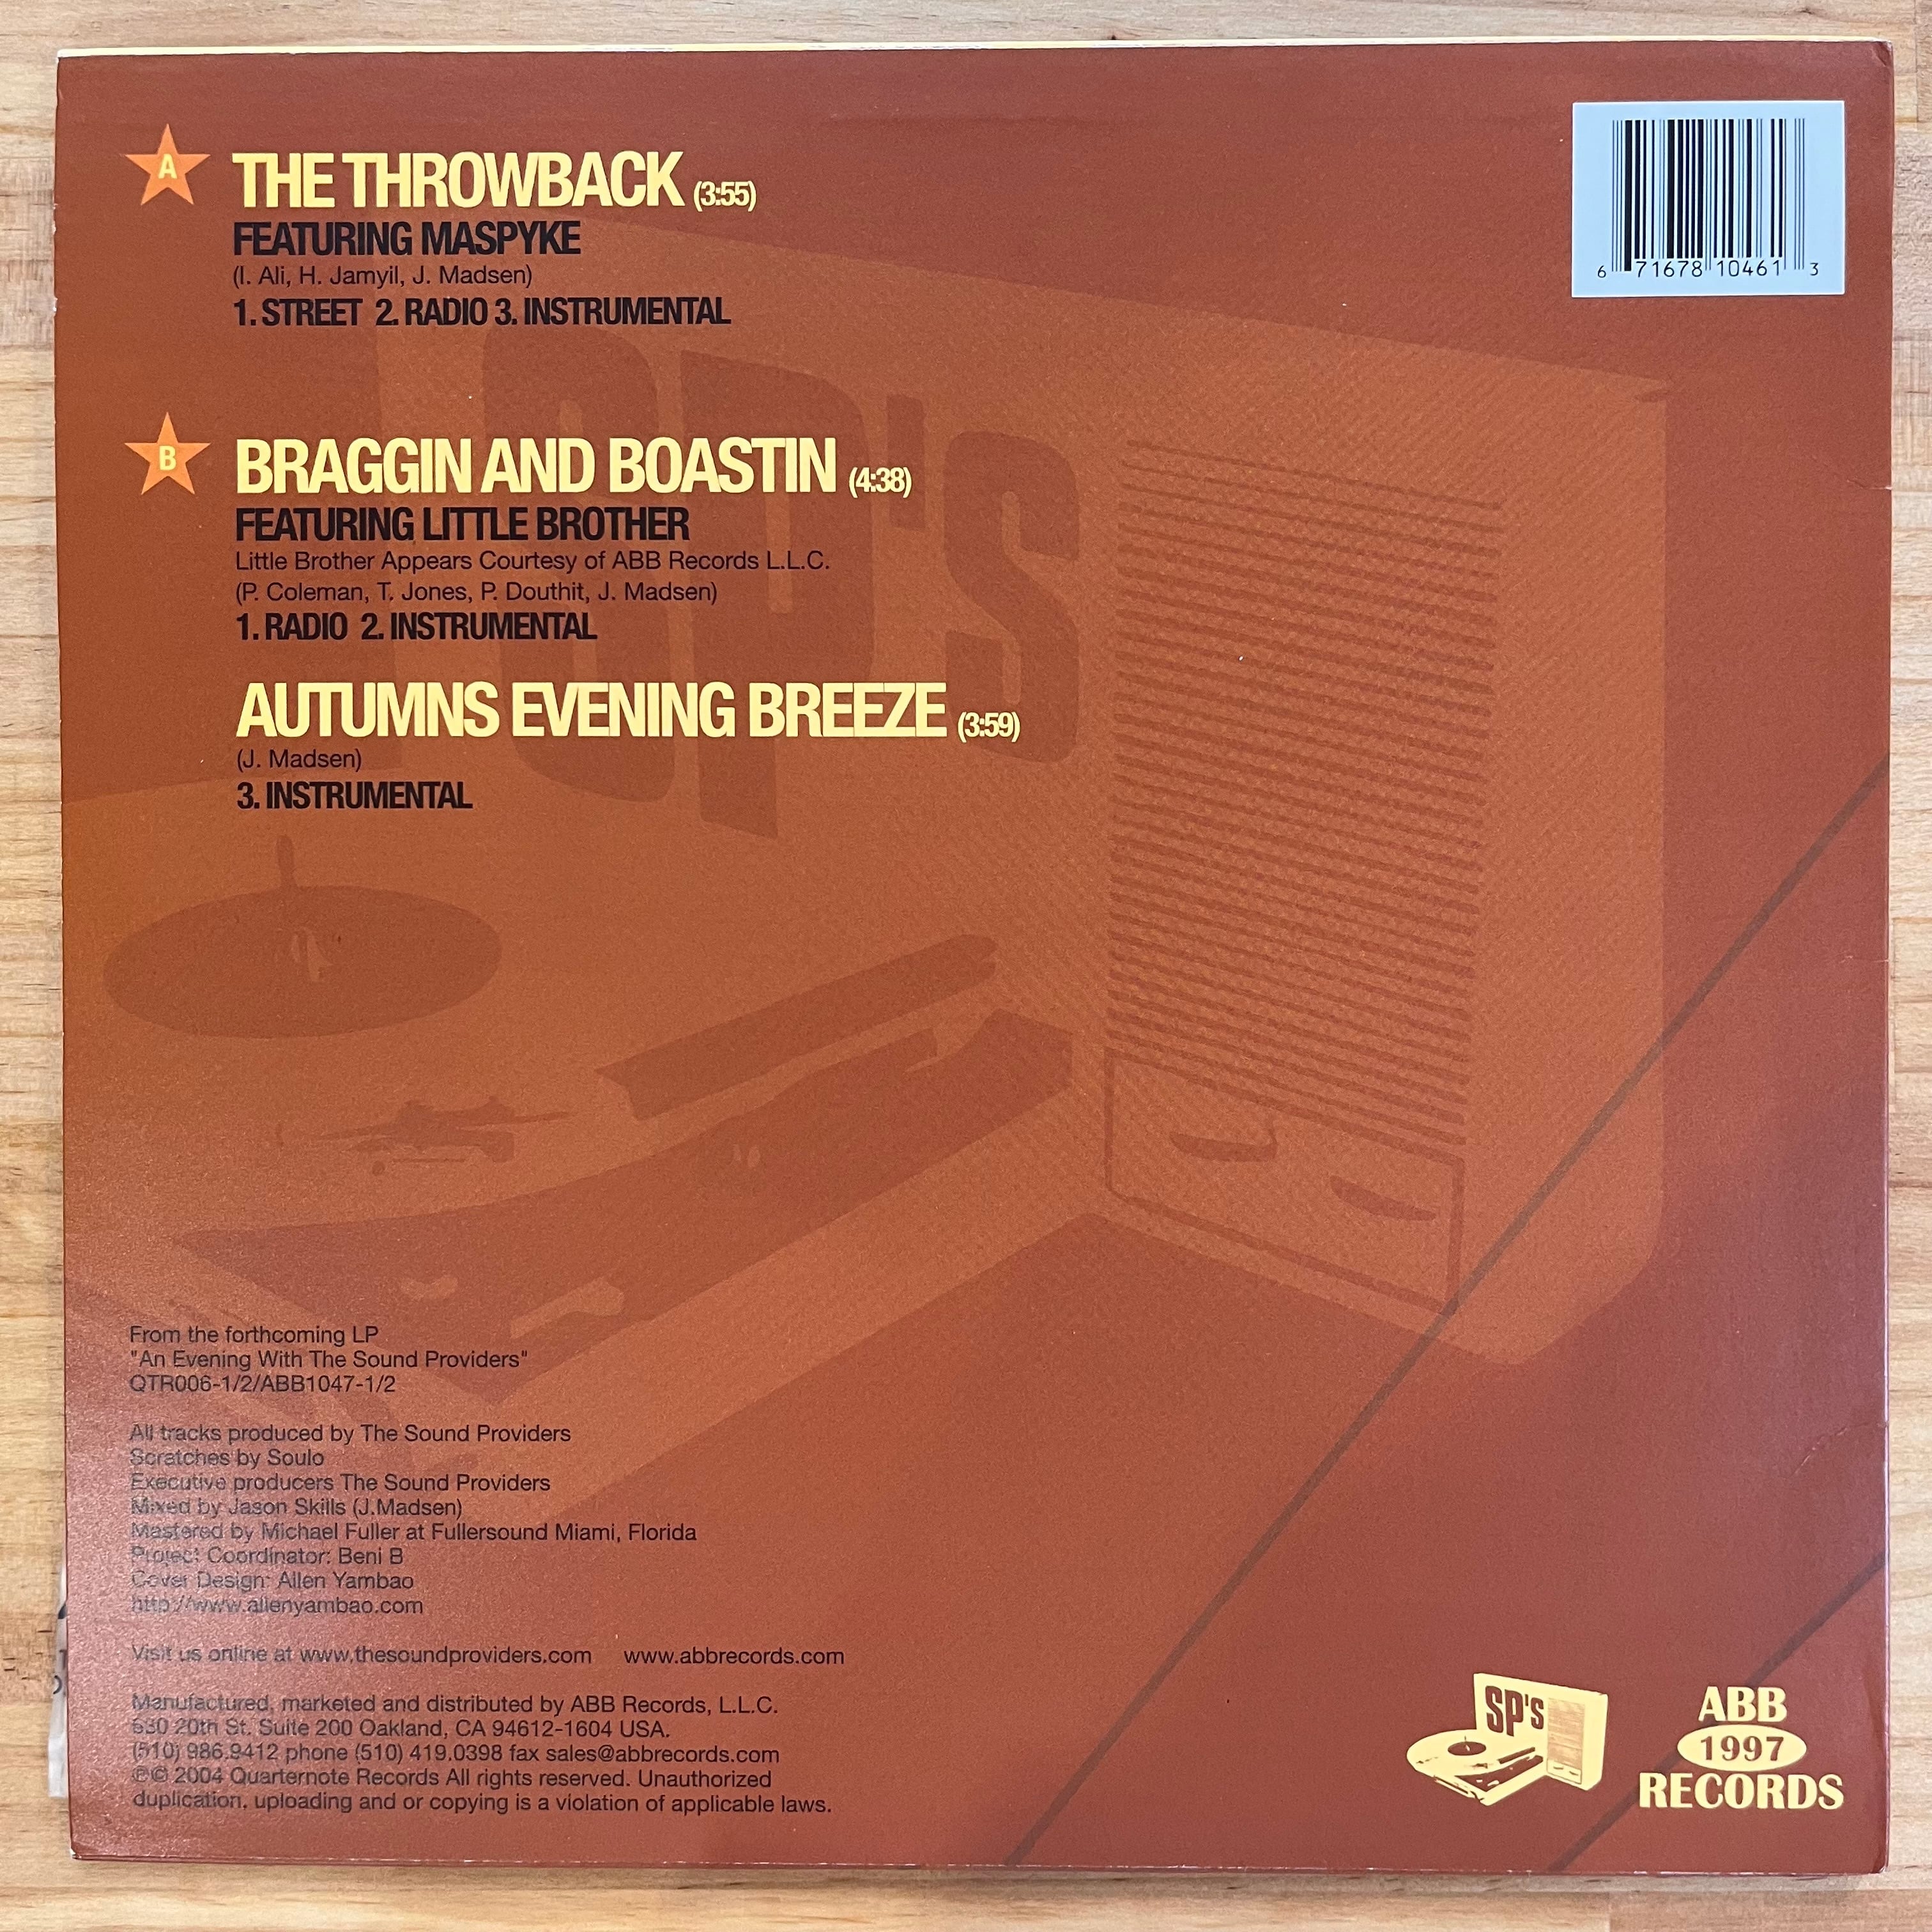 A
THE THROWBACK (3:55)
FEATURING MASPYKE
(I. Ali, H. Jamyil, J. Madsen)
1. STREET 2. RADIO 3. INSTRUMENTAL
6 71678 10461 3
B
BRAGGIN AND BOASTIN (4:38)
FEATURING LITTLE BROTHER
Little Brother Appears Courtesy of ABB Records L.L.C.
(P. Coleman, T. Jones, P. Douthit, J. Madsen)
1. RADIO 2. INSTRUMENTAL
AUTUMNS EVENING BREEZE (3:59)
(J. Madsen)
3. INSTRUMENTAL
SP'S
From the forthcoming LP
"An Evening With The Sound Providers"
QTR006-1/2/ABB1047-1/2
All tracks produced by The Sound Providers
Scratches by Soulo
Executive producers The Sound Providers
Mixed by Jason Skills (J.Madsen)
Mastered by Michael Fuller at Fullersound Miami, Florida
Project Coordinator: Beni B
Cover Design: Allen Yambao
http://www.allenyambao.com
Visit us online at www.thesoundproviders.com www.abbrecords.com
Manufactured, marketed and distributed by ABB Records, L.L.C.
630 20th St. Suite 200 Oakland, CA 94612-1604 USA.
(510) 986.9412 phone (510) 419.0398 fax sales@abbrecords.com
℗© 2004 Quarternote Records All rights reserved. Unauthorized
duplication, uploading and or copying is a violation of applicable laws.
SP'S
ABB
1997
RECORDS